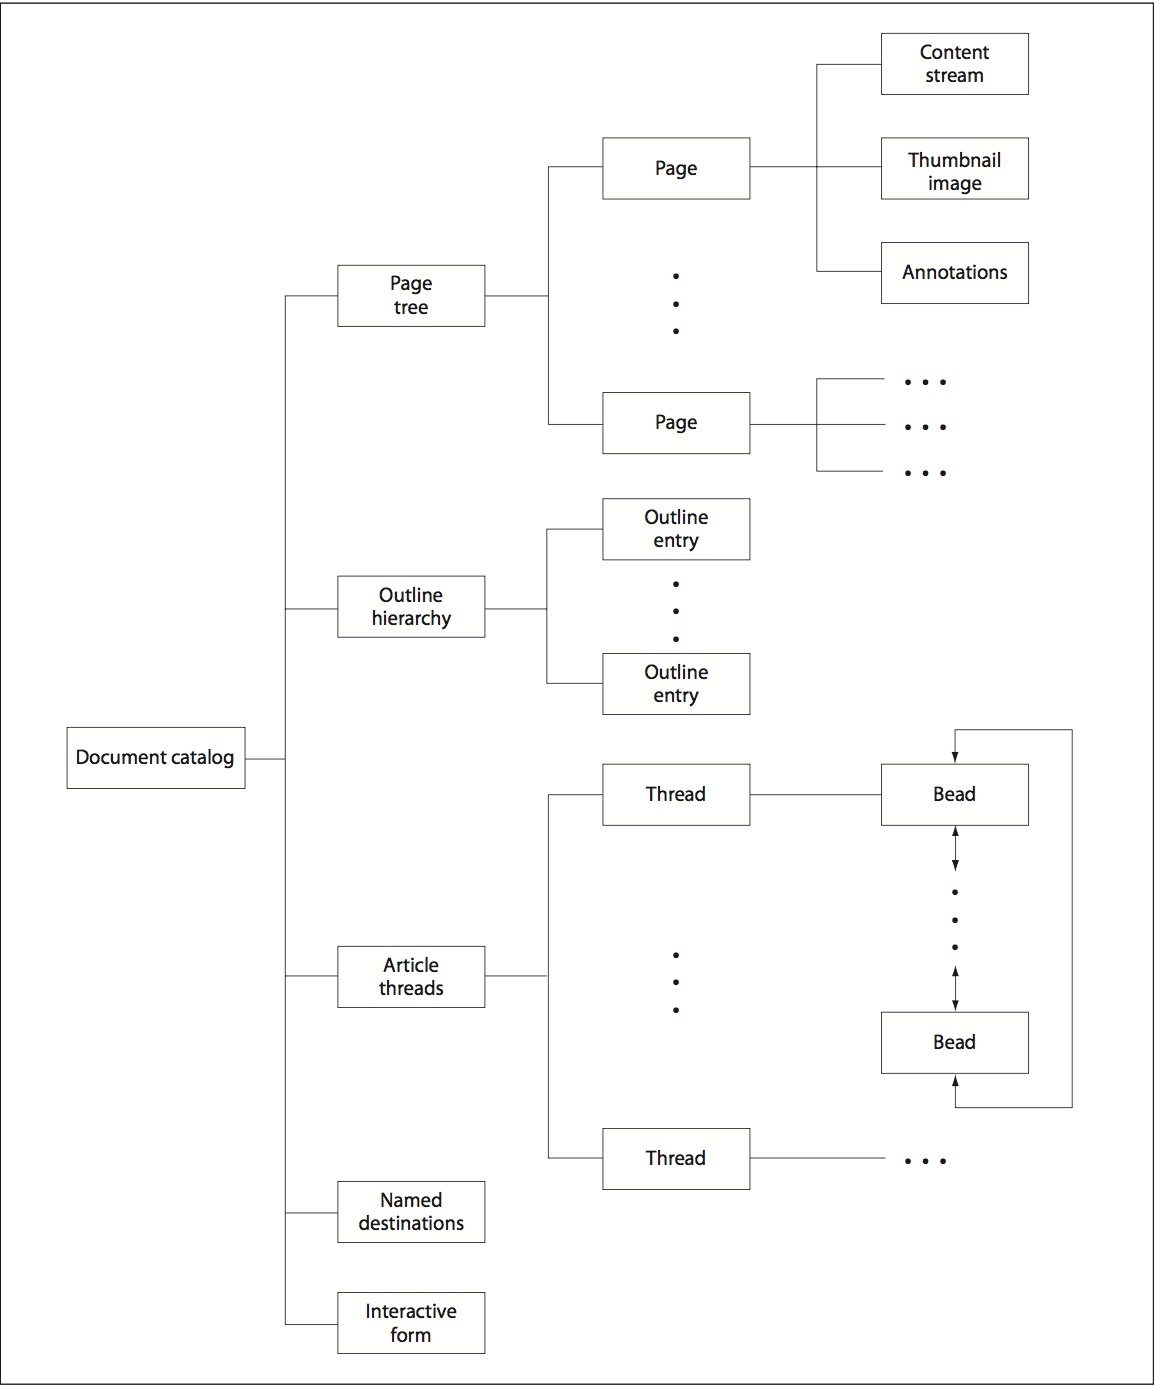 Content
stream
Page
Thumbnail
image
Annotations
Page
tree
Page
Outline
entry
Outline
hierarchy
Outline
entry
Document catalog
Thread
Bead
Article
threads
Bead
Thread
Named
destinations
Interactive
form